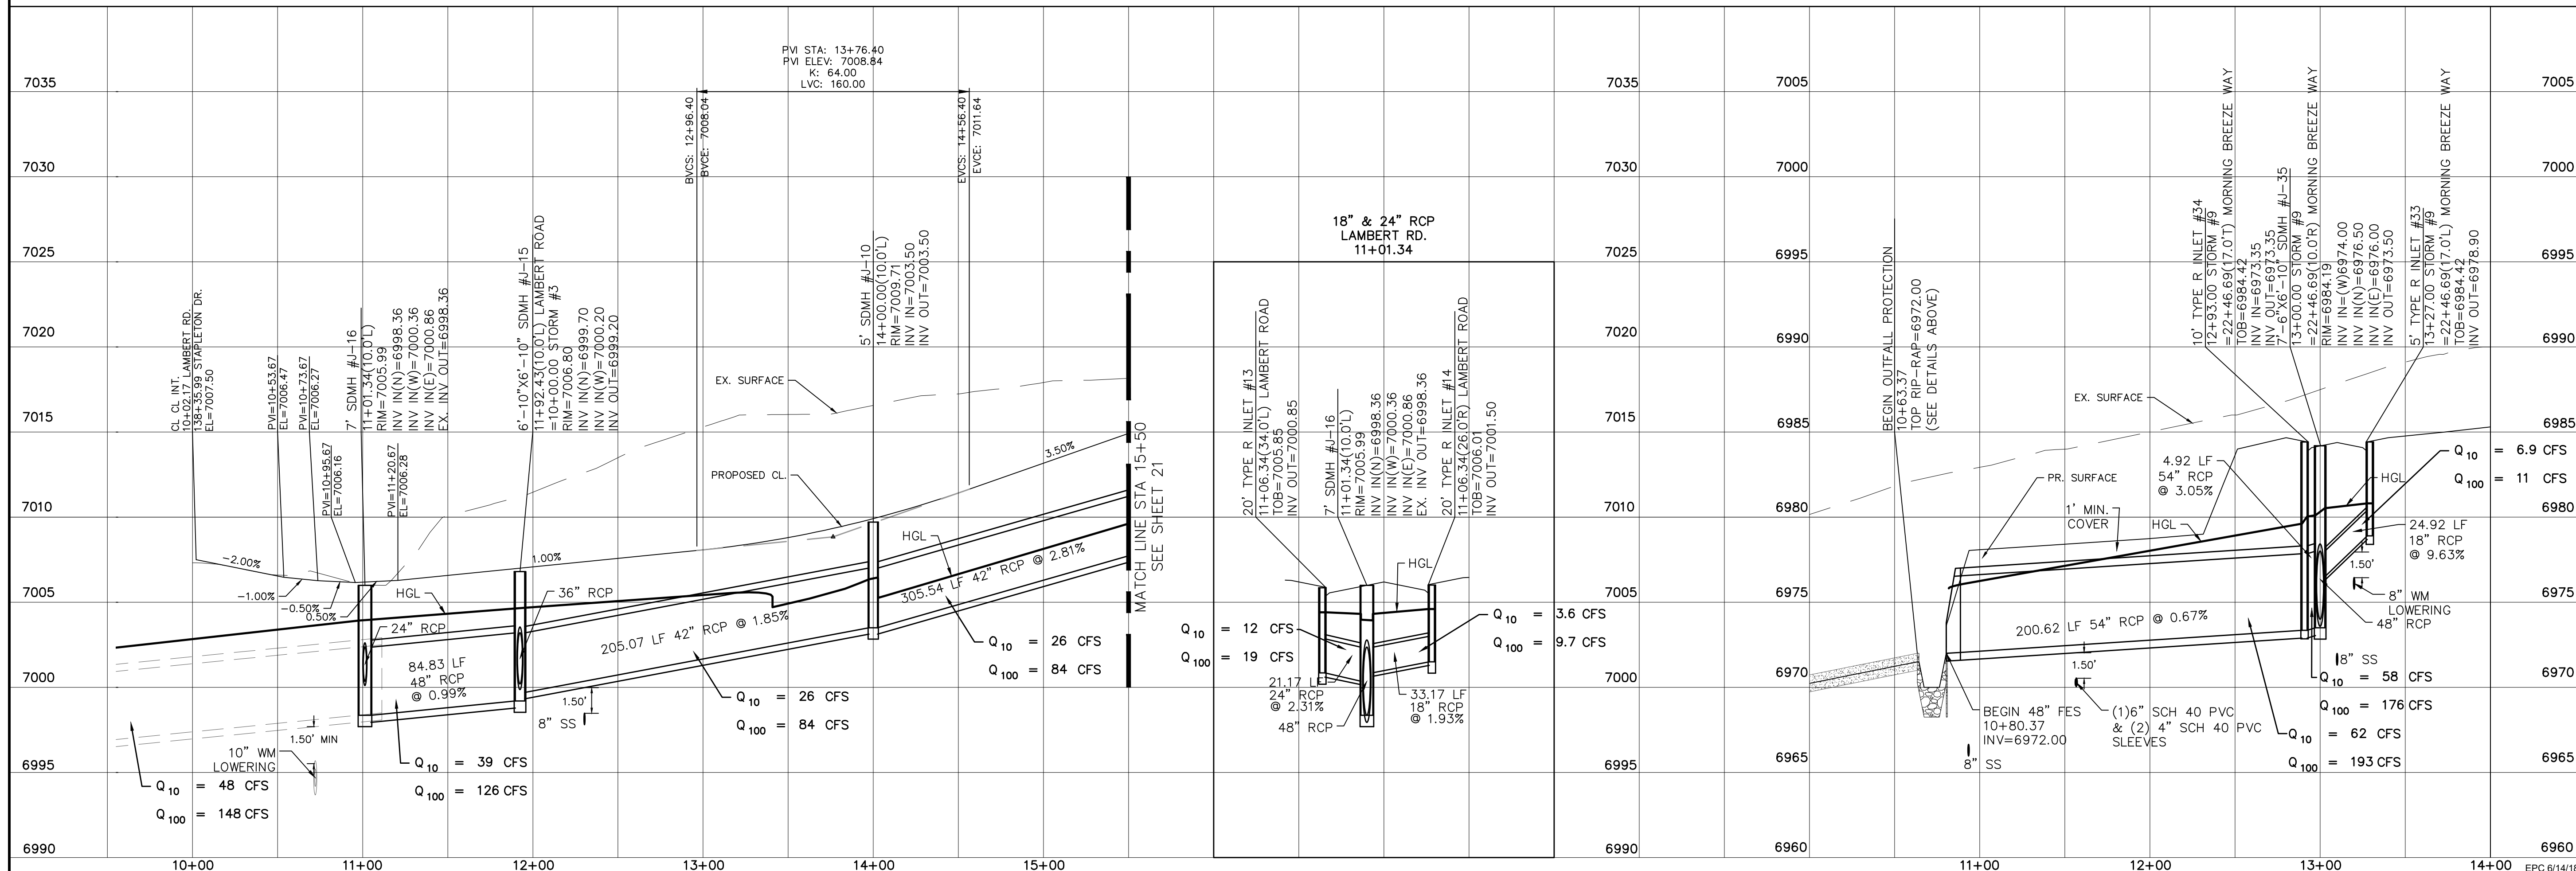 PVI STA: 13+76.40
PVI ELEV: 7008.84
K: 64.00
LVC: 160.00
BVCS: 12+96.40
BVCE: 7008.04
EVCS: 14+56.40
EVCE: 7011.64
7035
7030
7025
7020
7015
7010
7005
7000
6995
6990
CL CL INT.
10+02.17 LAMBERT RD.
138+35.99 STAPLETON DR.
EL=7007.50
PVI=10+53.67
EL=7006.47
PVI=10+73.67
EL=7006.27
PVI=10+95.67
EL=7006.16
7' SDMH #J-16
11+01.34(10.0'L)
RIM=7005.99
INV IN(N)=6998.36
INV IN(W)=7000.36
INV IN(E)=7000.86
EX. INV OUT=6998.36
PVI=11+20.67
EL=7006.28
6'-10"X6'-10" SDMH #J-15
11+92.43(10.0'L) LAMBERT ROAD
=10+00.00 STORM #3
RIM=7006.80
INV IN(N)=6999.70
INV IN(W)=7000.20
INV OUT=6999.20
5' SDMH #J-10
14+00.00(10.0'L)
RIM=7009.71
INV IN=7003.50
INV OUT=7003.50
EX. SURFACE
PROPOSED CL.
3.50%
-2.00%
-1.00%
-0.50%
0.50%
1.00%
HGL
HGL
24" RCP
36" RCP
84.83 LF
48" RCP
@ 0.99%
205.07 LF 42" RCP @ 1.85%
305.54 LF 42" RCP @ 2.81%
1.50' MIN
10" WM
LOWERING
1.50'
8" SS
Q10 = 48 CFS
Q100 = 148 CFS
Q10 = 39 CFS
Q100 = 126 CFS
Q10 = 26 CFS
Q100 = 84 CFS
Q10 = 26 CFS
Q100 = 84 CFS
MATCH LINE STA 15+50
SEE SHEET 21
10+00
11+00
12+00
13+00
14+00
15+00
18" & 24" RCP
LAMBERT RD.
11+01.34
20' TYPE R INLET #13
11+06.34(34.0'L) LAMBERT ROAD
TOB=7005.85
INV OUT=7000.85
7' SDMH #J-16
11+01.34(10.0'L)
RIM=7005.99
INV IN(N)=6998.36
INV IN(W)=7000.36
INV IN(E)=7000.86
EX. INV OUT=6998.36
20' TYPE R INLET #14
11+06.34(26.0'R) LAMBERT ROAD
TOB=7006.01
INV OUT=7001.50
HGL
Q10 = 12 CFS
Q100 = 19 CFS
Q10 = 3.6 CFS
Q100 = 9.7 CFS
21.17 LF
24" RCP
@ 2.31%
48" RCP
33.17 LF
18" RCP
@ 1.93%
7035
7030
7025
7020
7015
7010
7005
7000
6995
6990
7005
7000
6995
6990
6985
6980
6975
6970
6965
6960
BEGIN OUTFALL PROTECTION
10+63.37
TOP RIP-RAP=6972.00
(SEE DETAILS ABOVE)
10' TYPE R INLET #34
12+93.00 STORM #9
=22+46.69(17.0'T) MORNING BREEZE WAY
TOB=6984.42
INV IN=6973.35
INV OUT=6973.35
7'-6"X6'-10" SDMH #J-35
13+00.00 STORM #9
=22+46.69(10.0'R) MORNING BREEZE WAY
RIM=6984.19
INV IN=(W)6974.00
INV IN(N)=6976.50
INV IN(E)=6976.00
INV OUT=6973.50
5' TYPE R INLET #33
13+27.00 STORM #9
=22+46.69(17.0'L) MORNING BREEZE WAY
TOB=6984.42
INV OUT=6978.90
EX. SURFACE
PR. SURFACE
1' MIN.
COVER
HGL
4.92 LF
54" RCP
@ 3.05%
HGL
Q10 = 6.9 CFS
Q100 = 11 CFS
24.92 LF
18" RCP
@ 9.63%
1.50'
8" WM
LOWERING
48" RCP
200.62 LF 54" RCP @ 0.67%
1.50'
8" SS
Q10 = 58 CFS
Q100 = 176 CFS
Q10 = 62 CFS
Q100 = 193 CFS
BEGIN 48" FES
10+80.37
INV=6972.00
8" SS
(1)6" SCH 40 PVC
& (2) 4" SCH 40 PVC
SLEEVES
7005
7000
6995
6990
6985
6980
6975
6970
6965
6960
11+00
12+00
13+00
14+00
EPC 6/14/18